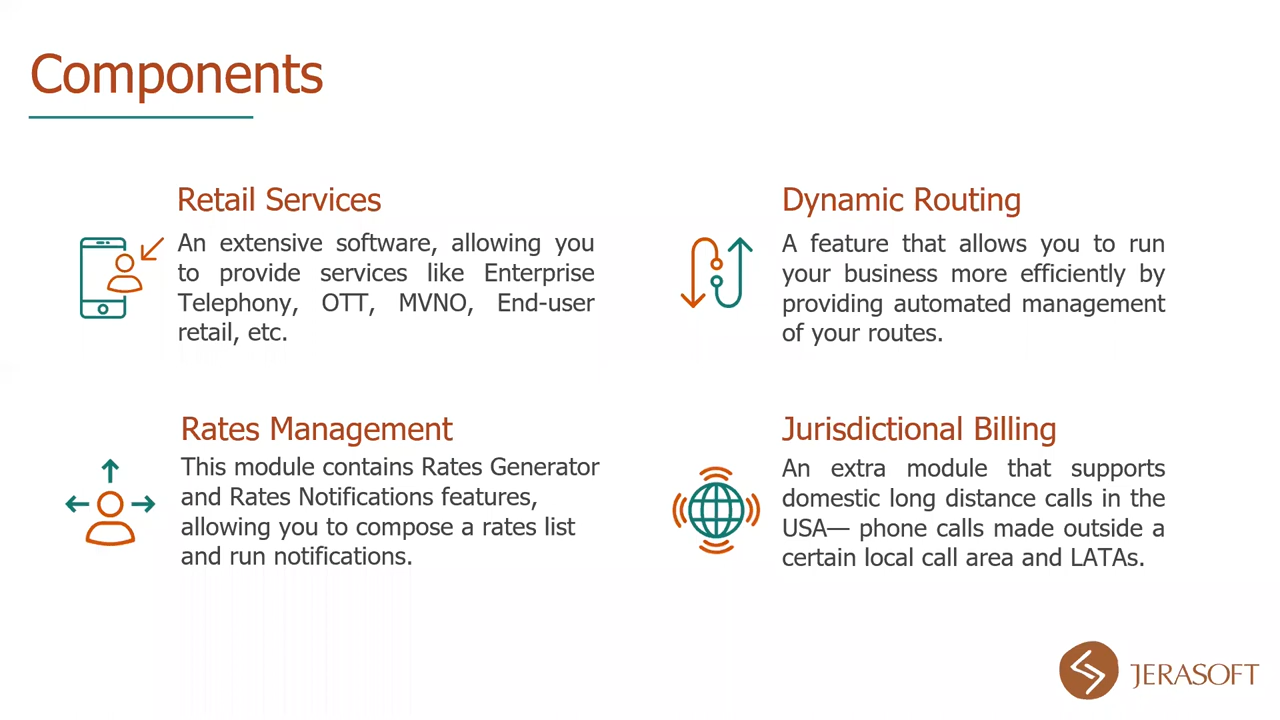 Components
Retail Services
An extensive software, allowing you
to provide services like Enterprise
Telephony, OTT, MVNO, End-user
retail, etc.
Dynamic Routing
A feature that allows you to run
your business more efficiently by
providing automated management
of your routes.
Rates Management
This module contains Rates Generator
and Rates Notifications features,
allowing you to compose a rates list
and run notifications.
Jurisdictional Billing
An extra module that supports
domestic long distance calls in the
USA— phone calls made outside a
certain local call area and LATAs.
JERASOFT